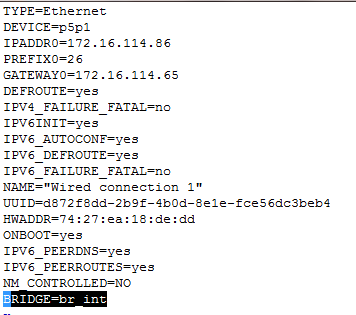 TYPE=Ethernet
DEVICE=p5p1
IPADDR0=172.16.114.86
PREFIX0=26
GATEWAY0=172.16.114.65
DEFROUTE=yes
IPV4_FAILURE_FATAL=no
IPV6INIT=yes
IPV6_AUTOCONF=yes
IPV6_DEFROUTE=yes
IPV6_FAILURE_FATAL=no
NAME="Wired connection 1"
UUID=d872f8dd-2b9f-4b0d-8e1e-fce56dc3beb4
HWADDR=74:27:ea:18:de:dd
ONBOOT=yes
IPV6_PEERDNS=yes
IPV6_PEERROUTES=yes
NM_CONTROLLED=NO
BRIDGE=br_int